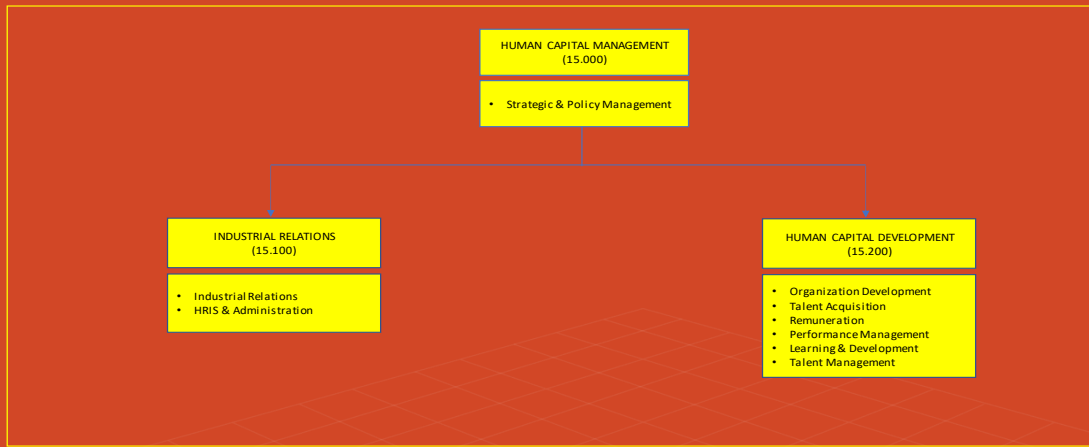 HUMAN CAPITAL MANAGEMENT
(15.000)
• Strategic & Policy Management
INDUSTRIAL RELATIONS
(15.100)
• Industrial Relations
• HRIS & Administration
HUMAN CAPITAL DEVELOPMENT
(15.200)
• Organization Development
• Talent Acquisition
• Remuneration
• Performance Management
• Learning & Development
• Talent Management